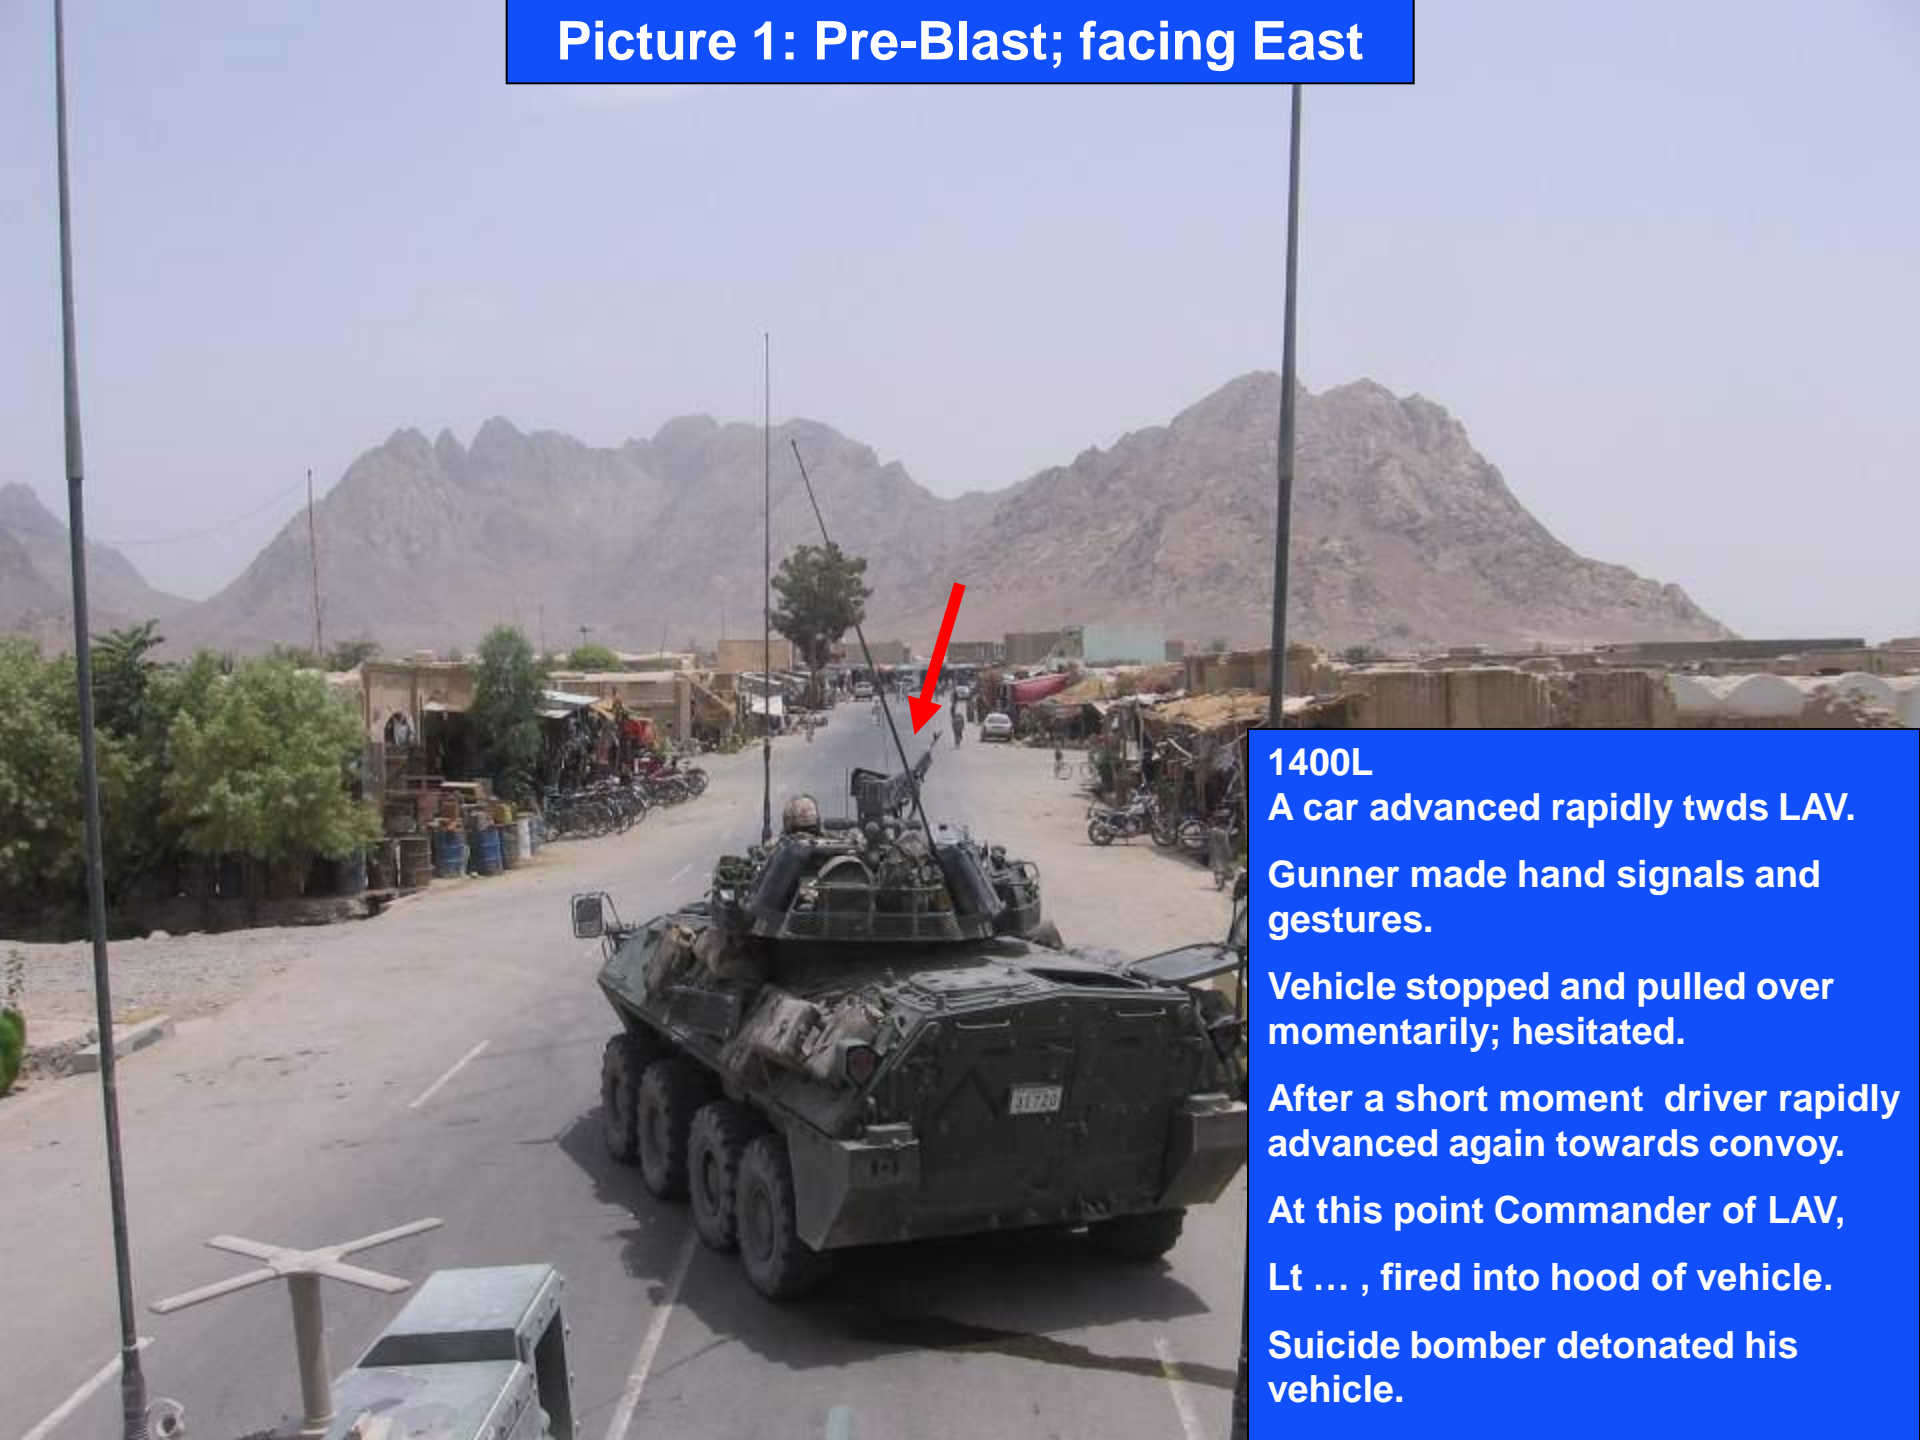 Picture 1: Pre-Blast; facing East
1400L
A car advanced rapidly twds LAV.
Gunner made hand signals and
gestures.
Vehicle stopped and pulled over
momentarily; hesitated.
After a short moment driver rapidly
advanced again towards convoy.
At this point Commander of LAV,
Lt … , fired into hood of vehicle.
Suicide bomber detonated his
vehicle.
31720